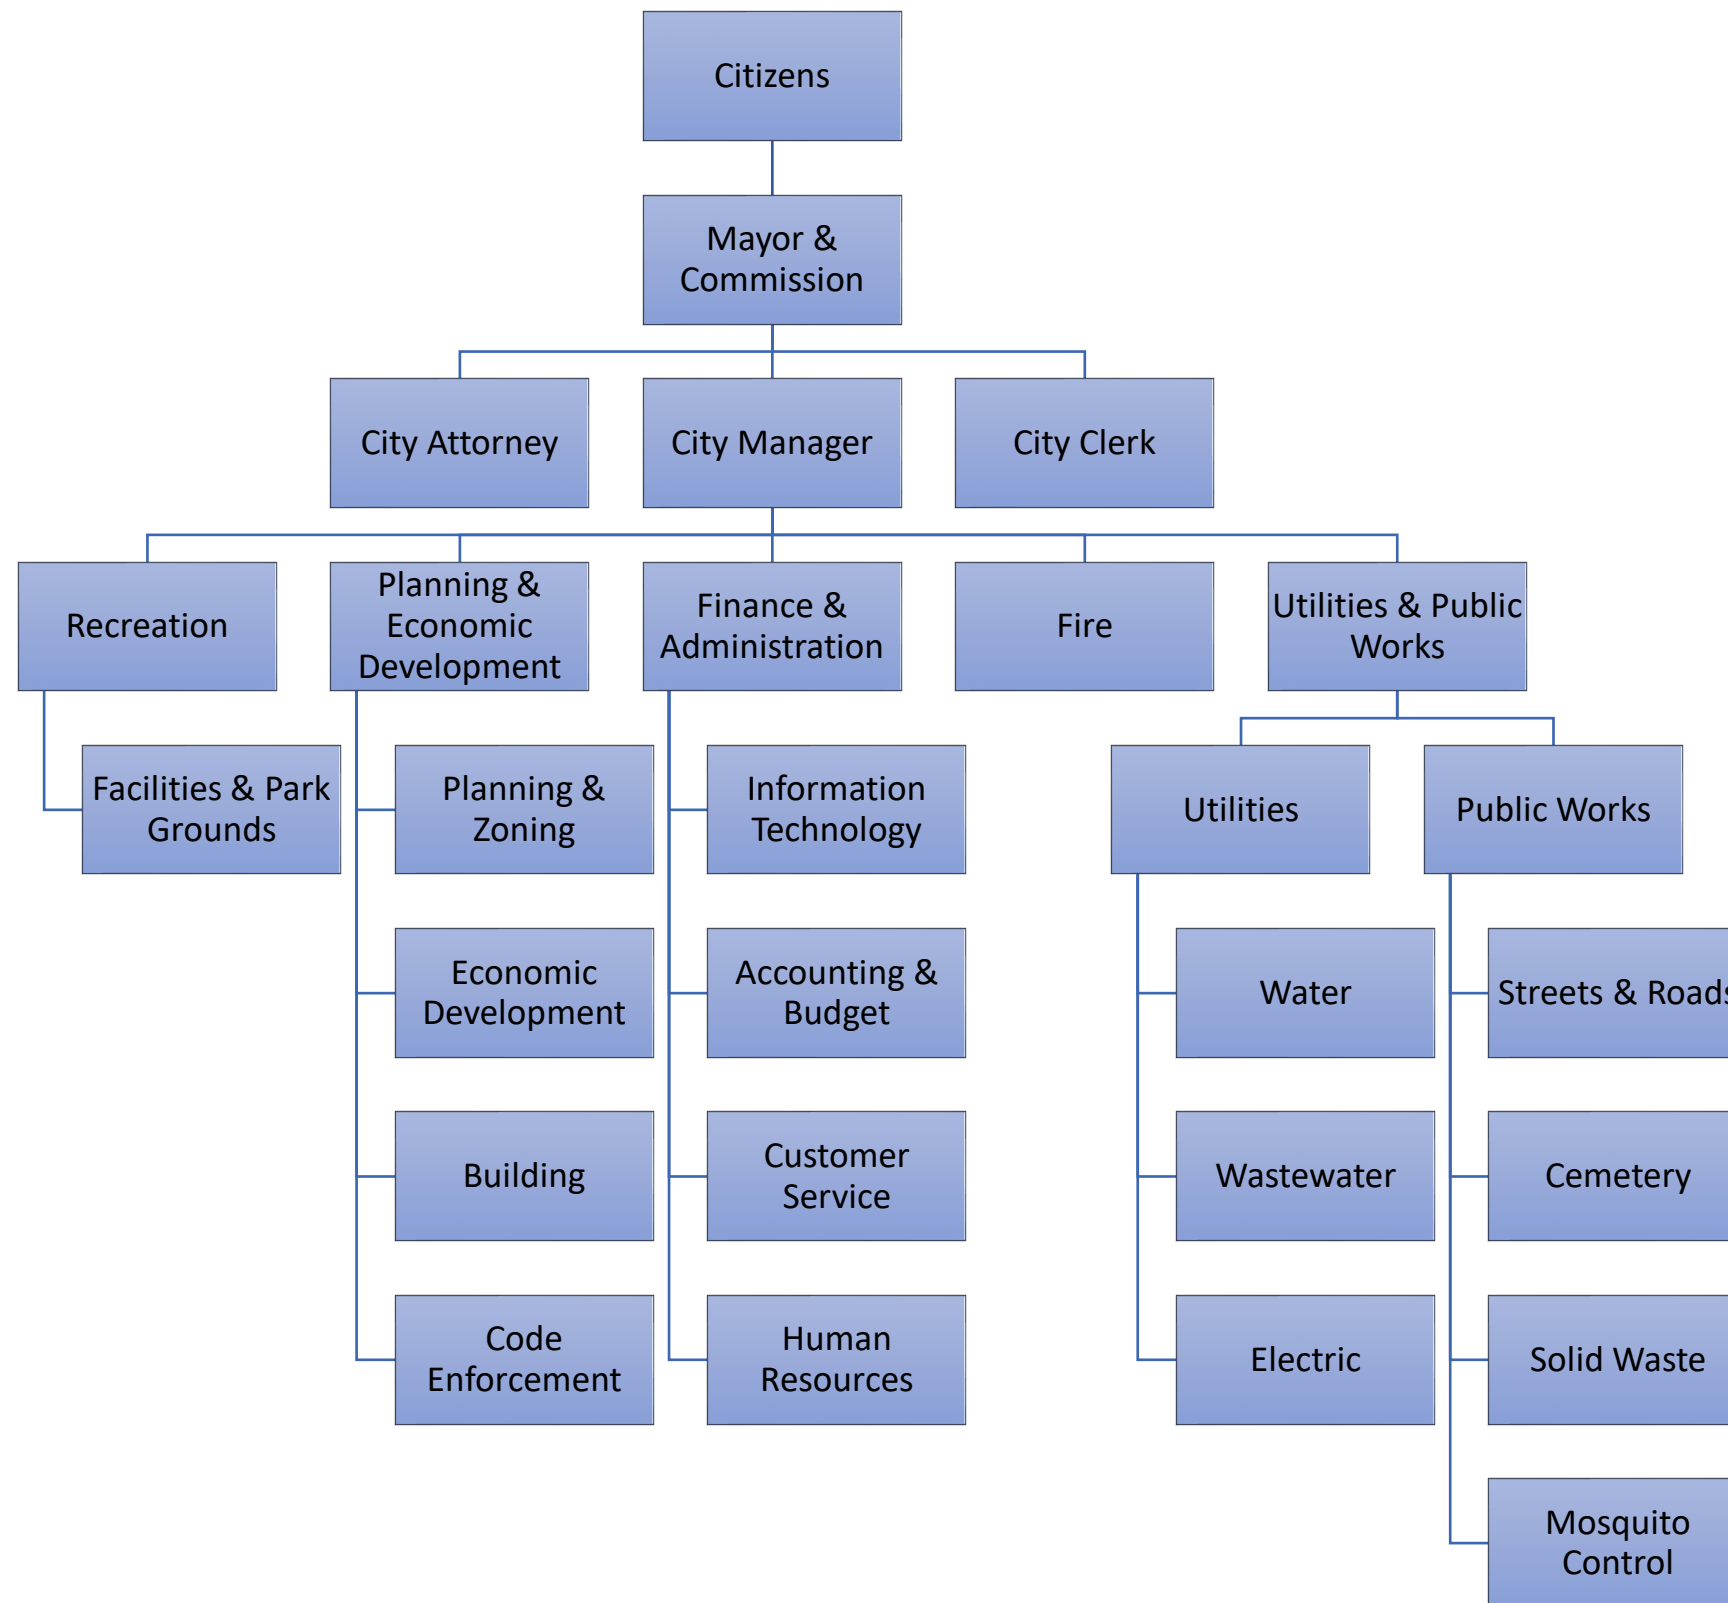 Citizens
Mayor &
Commission
City Attorney
City Manager
City Clerk
Recreation
Planning &
Economic
Development
Finance &
Administration
Fire
Utilities & Public
Works
Facilities & Park
Grounds
Planning &
Zoning
Information
Technology
Utilities
Public Works
Economic
Development
Accounting &
Budget
Water
Streets & Roads
Building
Customer
Service
Wastewater
Cemetery
Code
Enforcement
Human
Resources
Electric
Solid Waste
Mosquito
Control